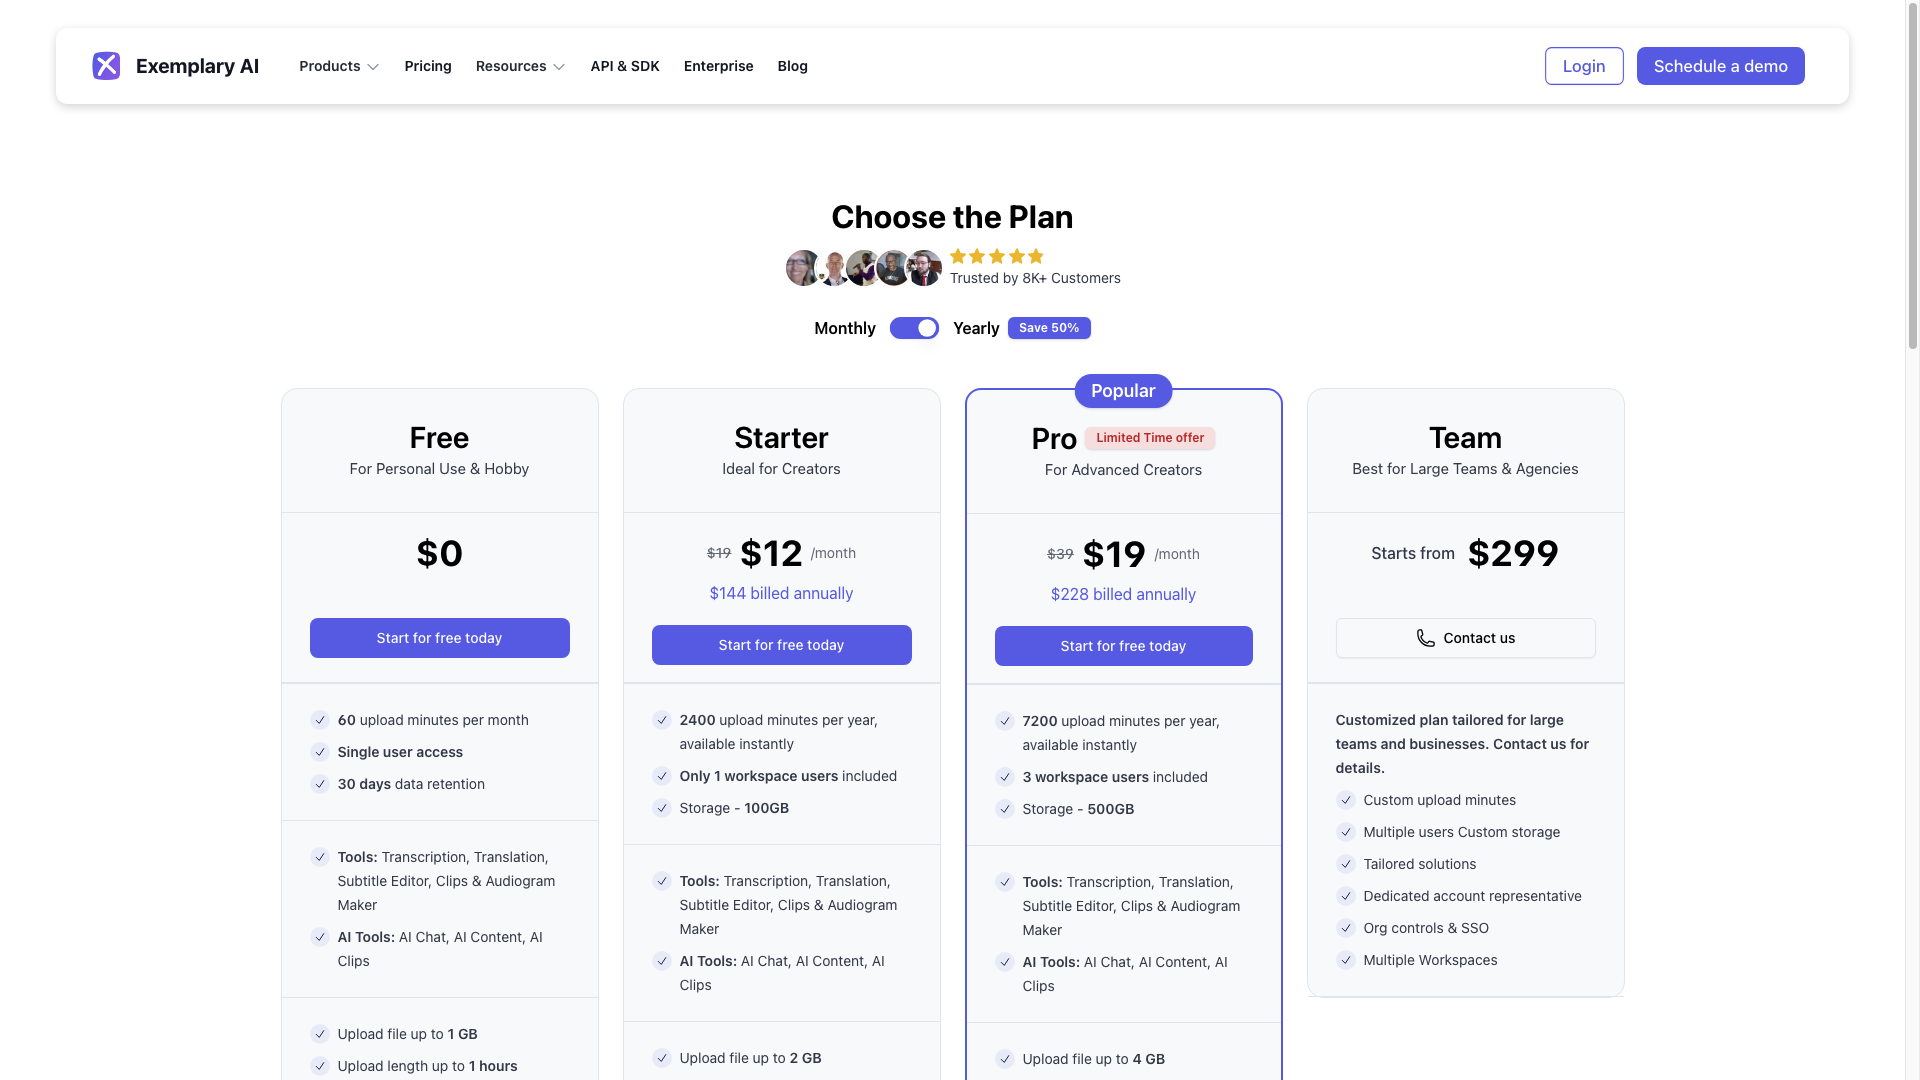 Exemplary AI
Products
Pricing
Resources
API & SDK
Enterprise
Blog
Login
Schedule a demo
Choose the Plan
Trusted by 8K+ Customers
Monthly
Yearly
Save 50%
Free
For Personal Use & Hobby
$0
Start for free today
60 upload minutes per month
Single user access
30 days data retention
Tools: Transcription, Translation,
Subtitle Editor, Clips & Audiogram
Maker
AI Tools: AI Chat, AI Content, AI
Clips
Upload file up to 1 GB
Upload length up to 1 hours
Starter
Ideal for Creators
$19 $12 /month
$144 billed annually
Start for free today
2400 upload minutes per year,
available instantly
Only 1 workspace users included
Storage - 100GB
Tools: Transcription, Translation,
Subtitle Editor, Clips & Audiogram
Maker
AI Tools: AI Chat, AI Content, AI
Clips
Upload file up to 2 GB
Popular
Pro Limited Time offer
For Advanced Creators
$39 $19 /month
$228 billed annually
Start for free today
7200 upload minutes per year,
available instantly
3 workspace users included
Storage - 500GB
Tools: Transcription, Translation,
Subtitle Editor, Clips & Audiogram
Maker
AI Tools: AI Chat, AI Content, AI
Clips
Upload file up to 4 GB
Team
Best for Large Teams & Agencies
Starts from $299
Contact us
Customized plan tailored for large
teams and businesses. Contact us for
details.
Custom upload minutes
Multiple users Custom storage
Tailored solutions
Dedicated account representative
Org controls & SSO
Multiple Workspaces